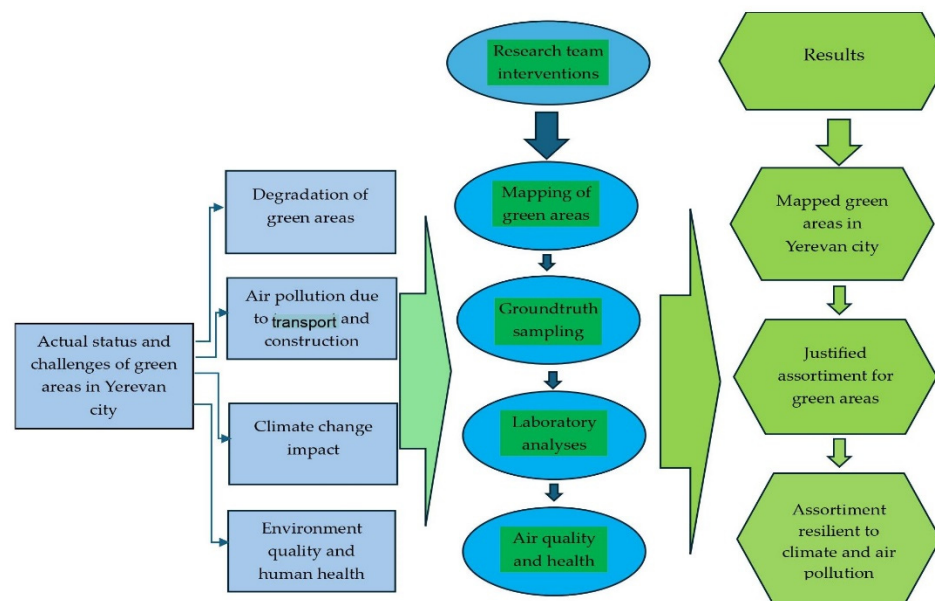 Actual status and
challenges of green
areas in Yerevan
city
Degradation of
green areas
Air pollution due
to transport and
construction
Climate change
impact
Environment
quality and
human health
Research team
interventions
Mapping of
green areas
Groundtruth
sampling
Laboratory
analyses
Air quality
and health
Results
Mapped green
areas in
Yerevan city
Justified
assortment for
green areas
Assortiment
resilient to
climate and air
pollution